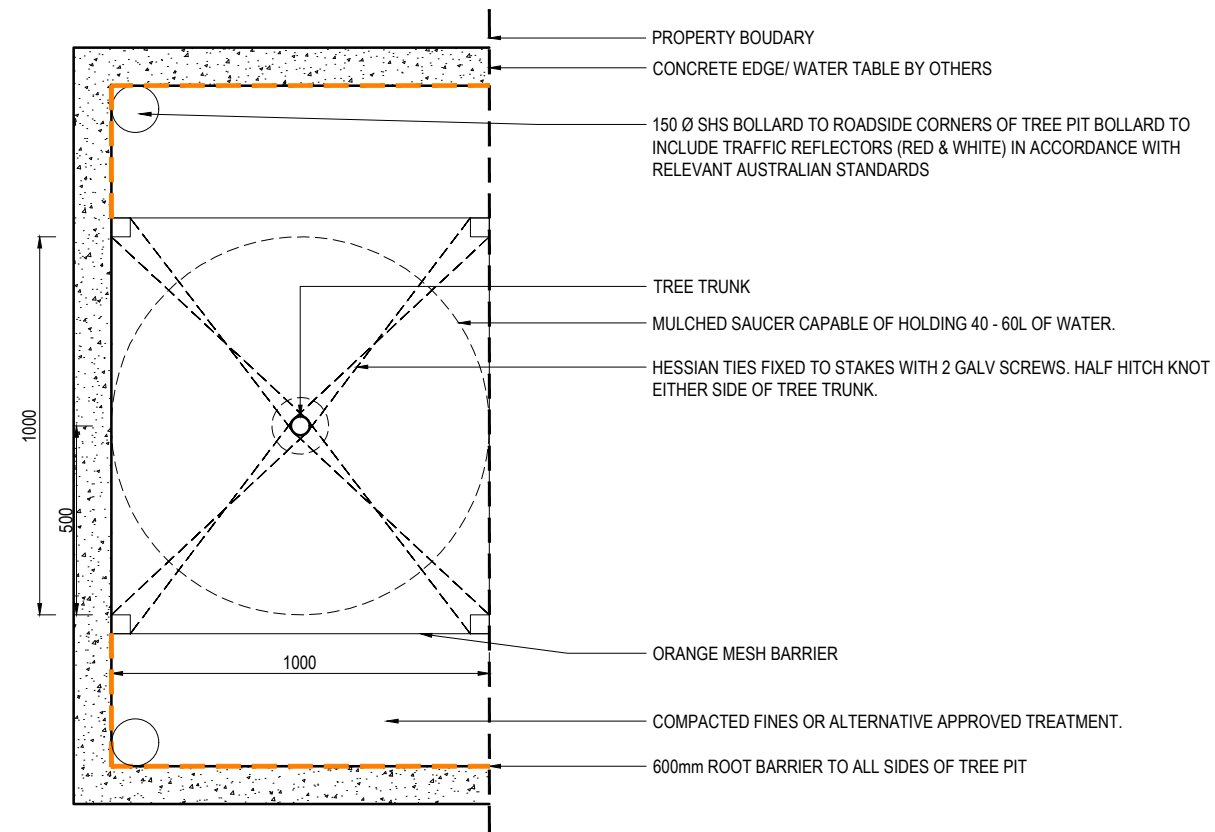 PROPERTY BOUDARY
CONCRETE EDGE/ WATER TABLE BY OTHERS
150 Ø SHS BOLLARD TO ROADSIDE CORNERS OF TREE PIT BOLLARD TO
INCLUDE TRAFFIC REFLECTORS (RED & WHITE) IN ACCORDANCE WITH
RELEVANT AUSTRALIAN STANDARDS
TREE TRUNK
MULCHED SAUCER CAPABLE OF HOLDING 40 - 60L OF WATER.
HESSIAN TIES FIXED TO STAKES WITH 2 GALV SCREWS. HALF HITCH KNOT
EITHER SIDE OF TREE TRUNK.
1000
500
1000
ORANGE MESH BARRIER
COMPACTED FINES OR ALTERNATIVE APPROVED TREATMENT.
600mm ROOT BARRIER TO ALL SIDES OF TREE PIT